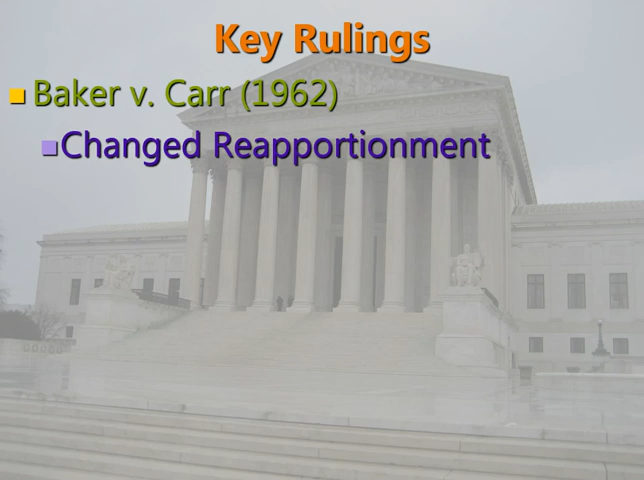 Key Rulings
Baker v. Carr (1962)
Changed Reapportionment